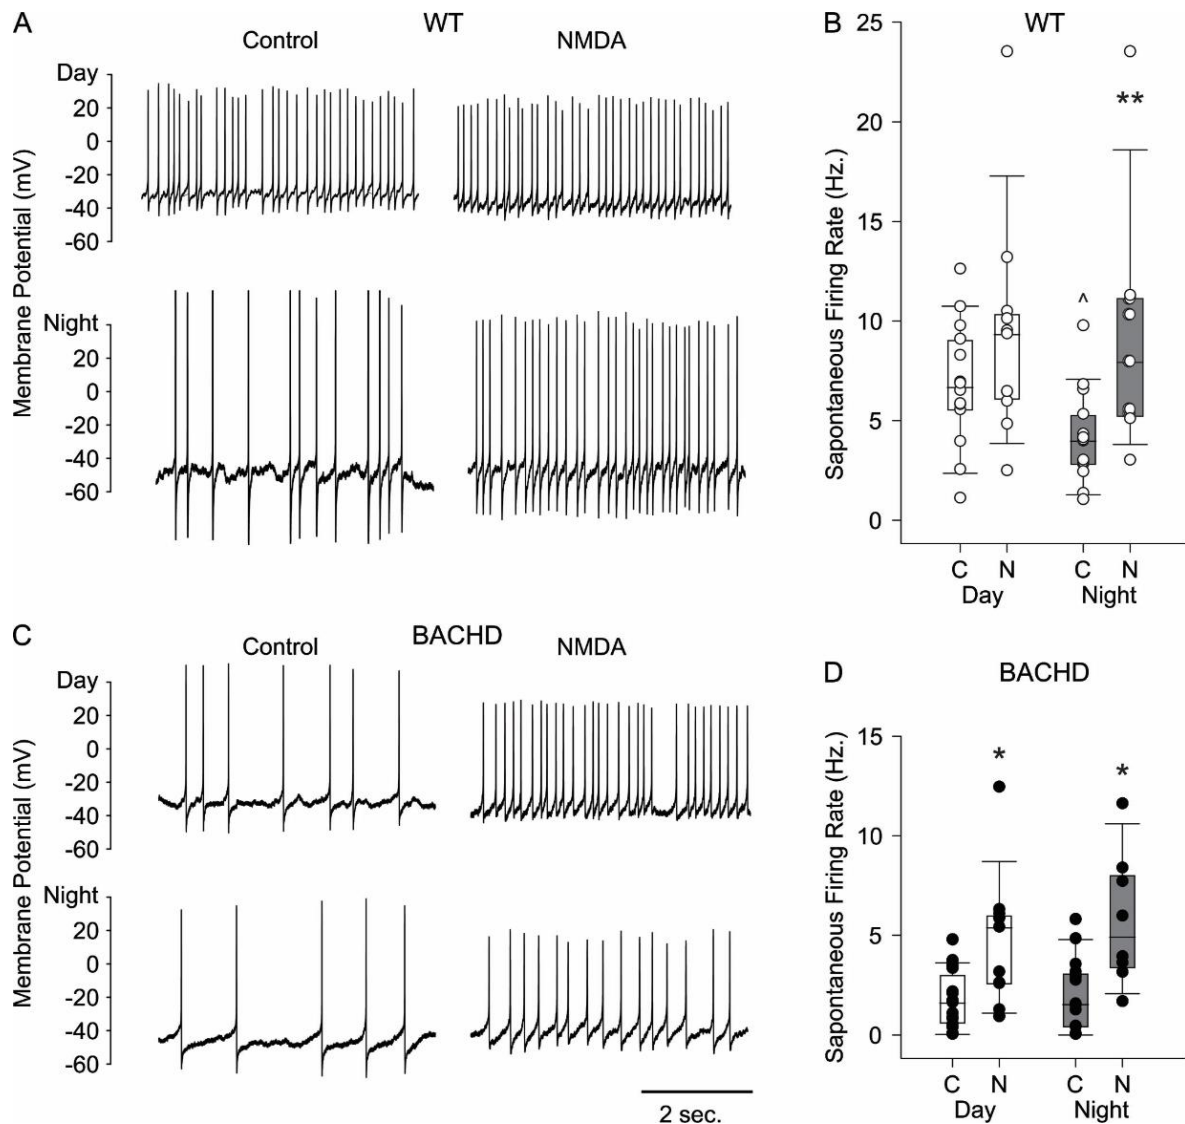 A
WT
Control
NMDA
Membrane Potential (mV)
Day
20
0
-20
-40
-60
Night
20
0
-20
-40
-60
B
WT
Sapontaneous Firing Rate (Hz.)
25
20
15
10
5
0
**
^
C N C N
Day Night
C
BACHD
Control
NMDA
Membrane Potential (mV)
Day
20
0
-20
-40
-60
Night
20
0
-20
-40
-60
2 sec.
D
BACHD
Sapontaneous Firing Rate (Hz.)
15
10
5
0
* *
C N C N
Day Night